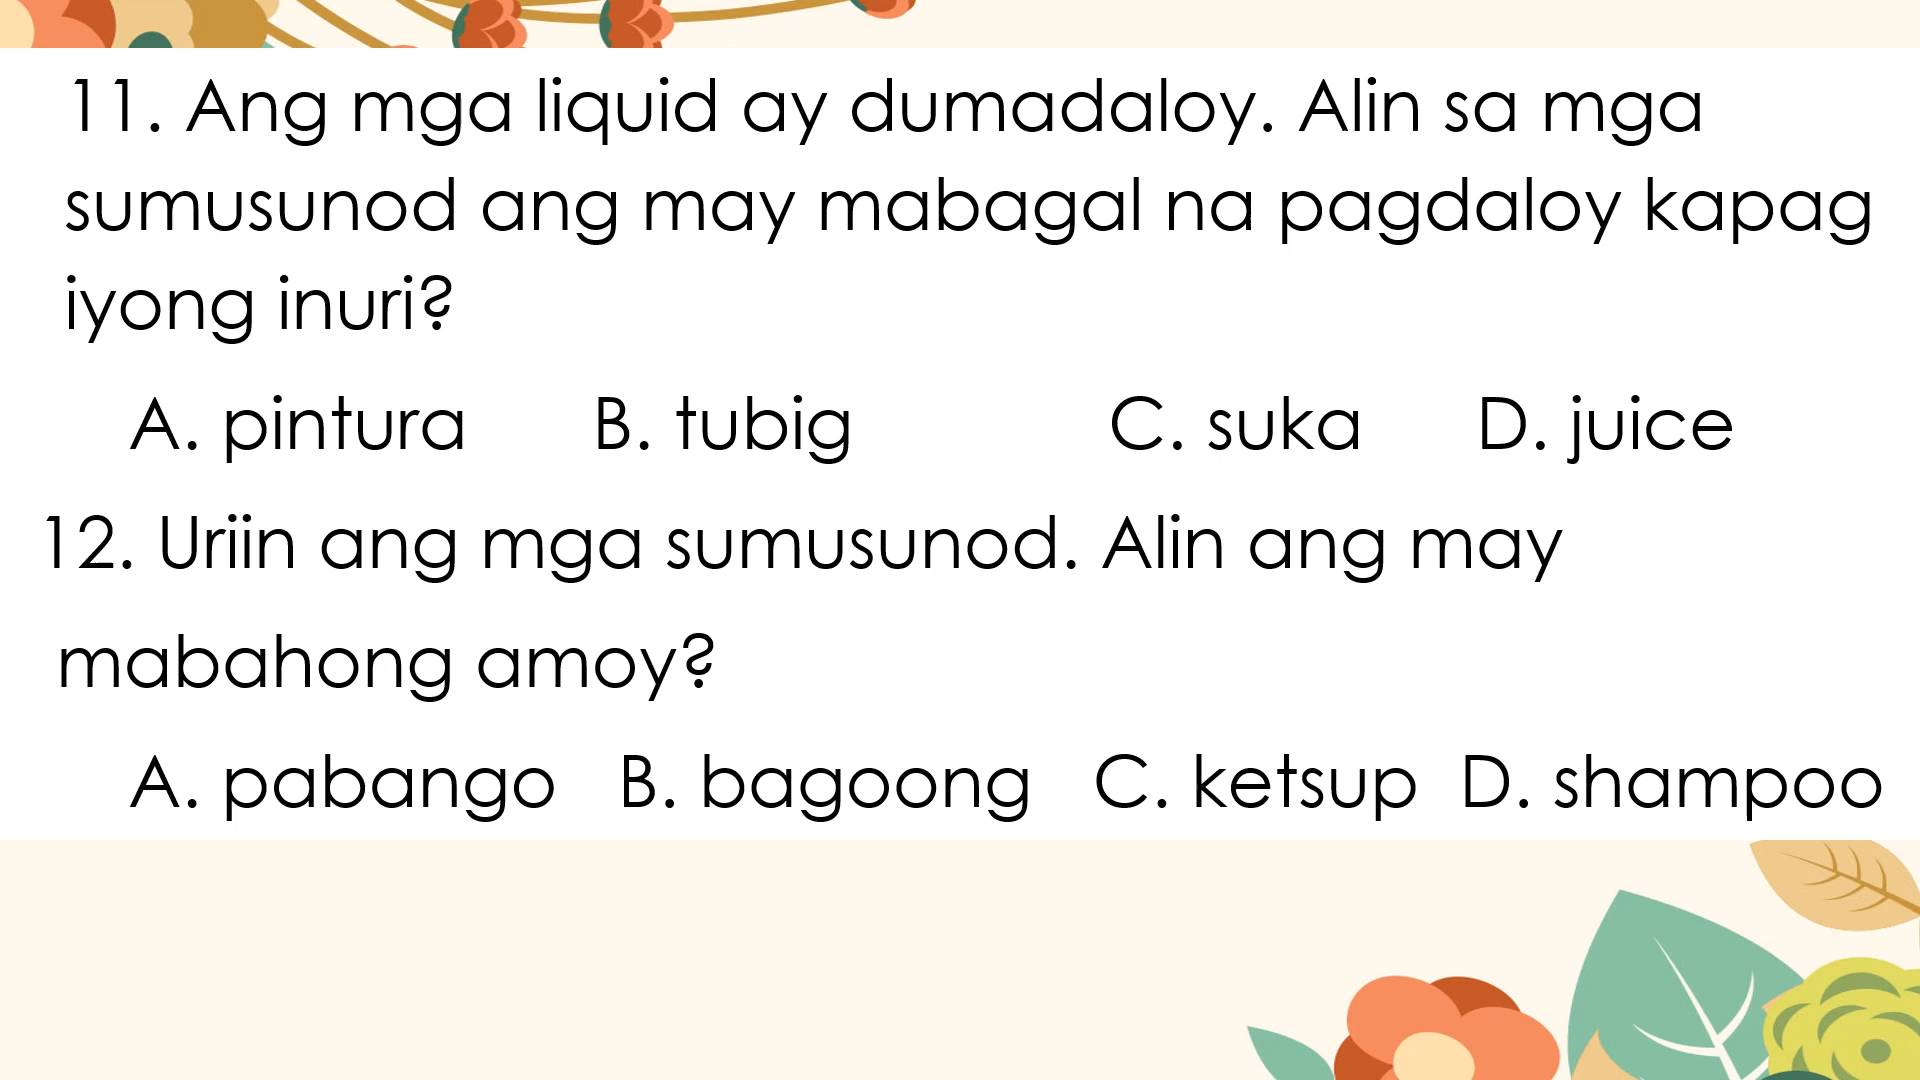 11. Ang mga liquid ay dumadaloy. Alin sa mga
sumusunod ang may mabagal na pagdaloy kapag
iyong inuri?
A. pintura B. tubig C. suka D. juice
12. Uriin ang mga sumusunod. Alin ang may
mabahong amoy?
A. pabango B. bagoong C. ketsup D. shampoo